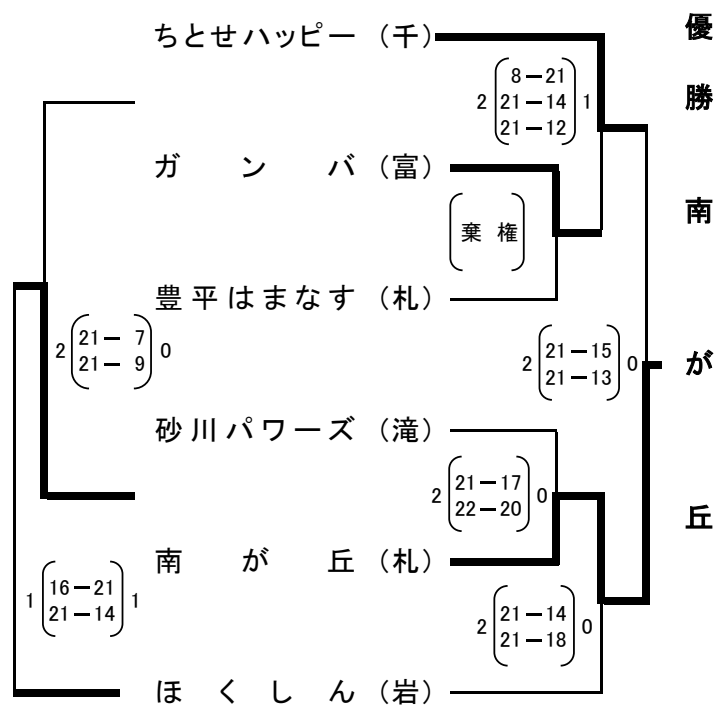 ちとせハッピー（千）
2 8－21 1
21－14
21－12
ガンバ（富）
棄権
豊平はまなす（札）
2 21－ 7 0
21－ 9
2 21－15 0
21－13
砂川パワーズ（滝）
2 21－17 0
22－20
南が丘（札）
1 16－21 1
21－14
2 21－14 0
21－18
ほくしん（岩）
優勝 南が丘